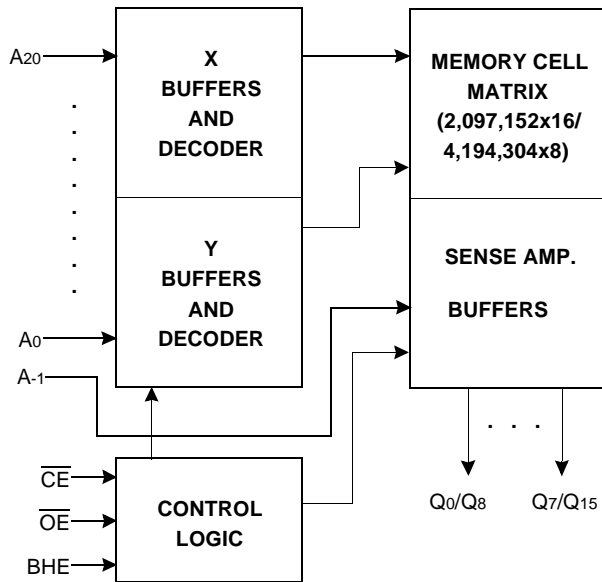 A20
X
BUFFERS
AND
DECODER
MEMORY CELL
MATRIX
(2,097,152x16/
4,194,304x8)
Y
BUFFERS
AND
DECODER
SENSE AMP.
BUFFERS
A0
A-1
CE
OE
BHE
CONTROL
LOGIC
Q0/Q8
Q7/Q15